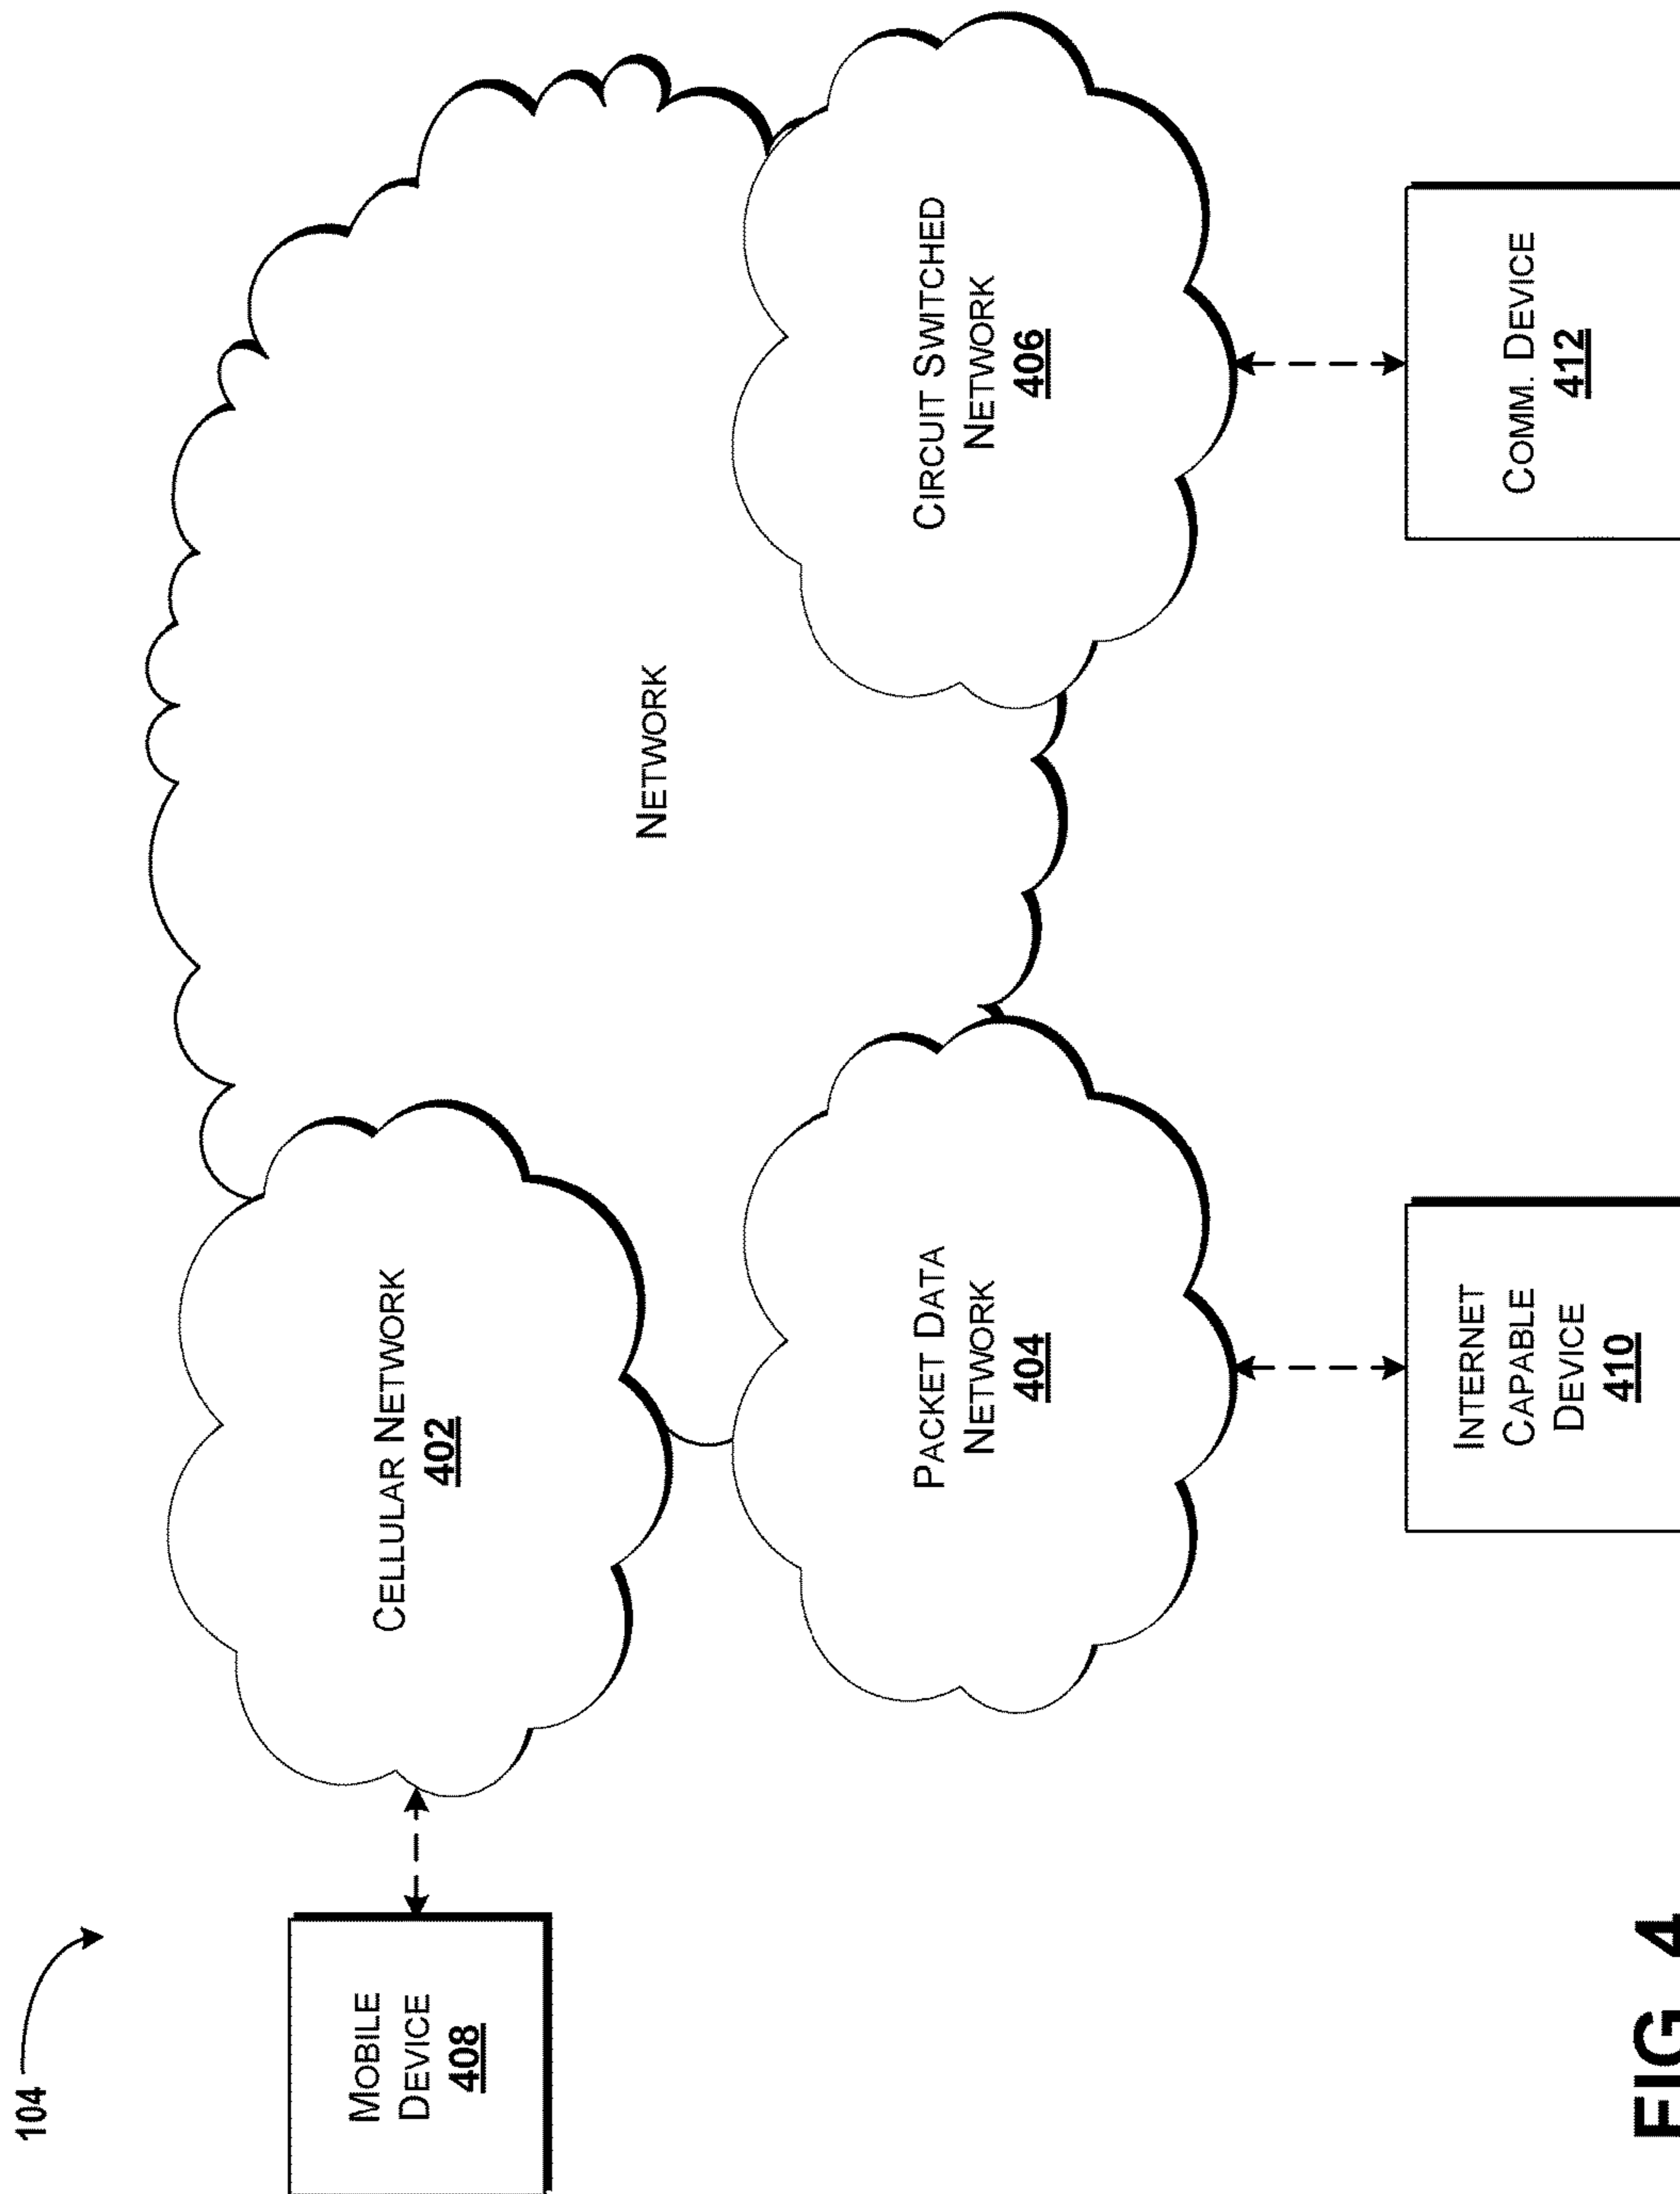 104
MOBILE
DEVICE
408
CELLULAR NETWORK
402
NETWORK
PACKET DATA
NETWORK
404
CIRCUIT SWITCHED
NETWORK
406
INTERNET
CAPABLE
DEVICE
410
COMM. DEVICE
412
FIG. 4